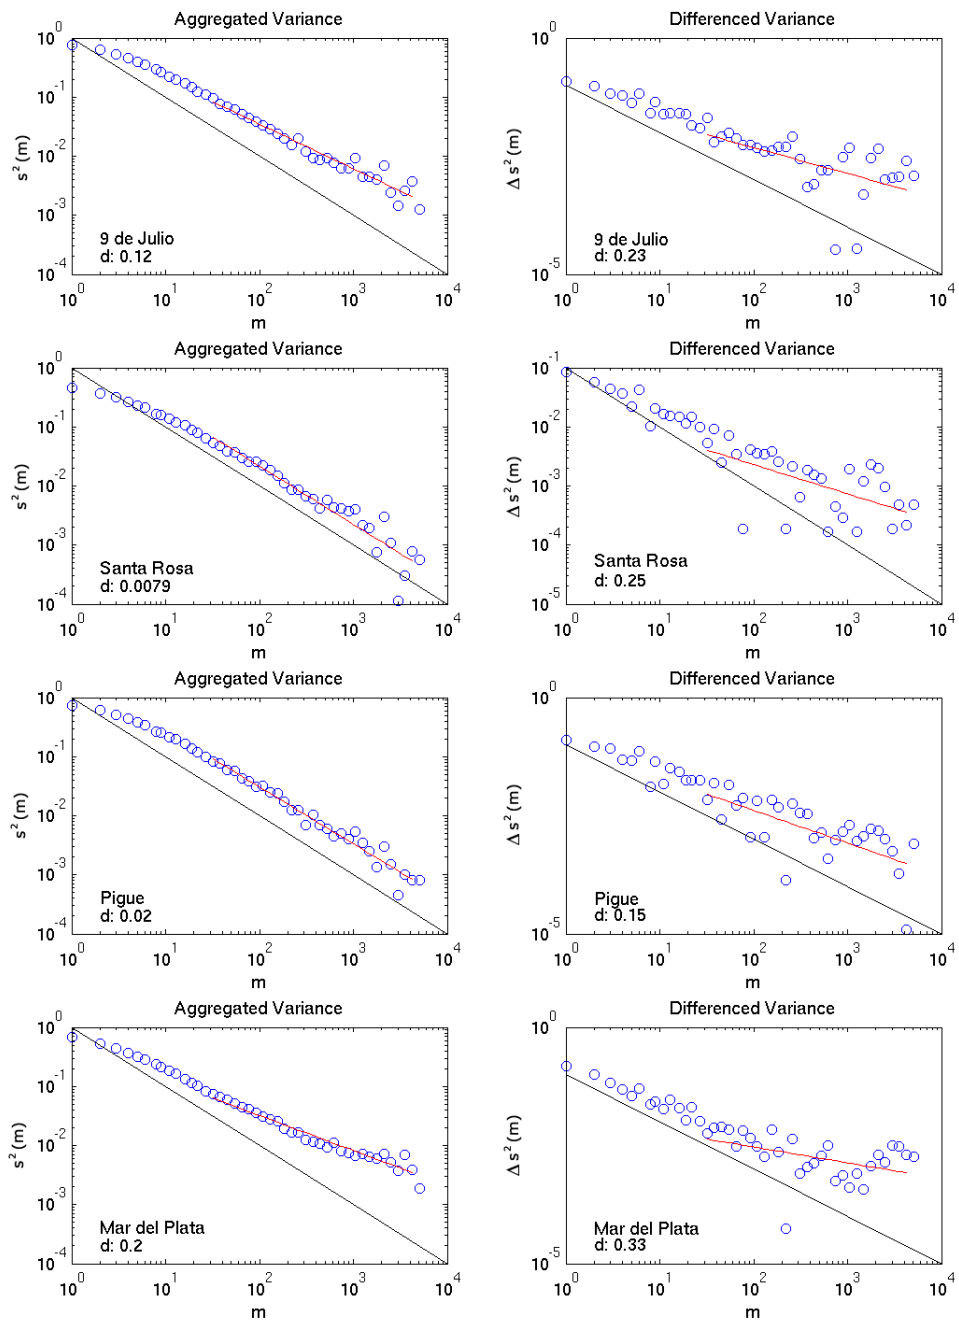 Aggregated Variance
10^0
10^-1
10^-2
10^-3
10^-4
s^2 (m)
9 de Julio
d: 0.12
10^0 10^1 10^2 10^3 10^4
m
Differenced Variance
10^0
10^-5
Δ s^2 (m)
9 de Julio
d: 0.23
10^0 10^1 10^2 10^3 10^4
m
Aggregated Variance
10^0
10^-1
10^-2
10^-3
10^-4
s^2 (m)
Santa Rosa
d: 0.0079
10^0 10^1 10^2 10^3 10^4
m
Differenced Variance
10^-1
10^-2
10^-3
10^-4
10^-5
Δ s^2 (m)
Santa Rosa
d: 0.25
10^0 10^1 10^2 10^3 10^4
m
Aggregated Variance
10^0
10^-1
10^-2
10^-3
10^-4
s^2 (m)
Pigue
d: 0.02
10^0 10^1 10^2 10^3 10^4
m
Differenced Variance
10^0
10^-5
Δ s^2 (m)
Pigue
d: 0.15
10^0 10^1 10^2 10^3 10^4
m
Aggregated Variance
10^0
10^-1
10^-2
10^-3
10^-4
s^2 (m)
Mar del Plata
d: 0.2
10^0 10^1 10^2 10^3 10^4
m
Differenced Variance
10^0
10^-5
Δ s^2 (m)
Mar del Plata
d: 0.33
10^0 10^1 10^2 10^3 10^4
m